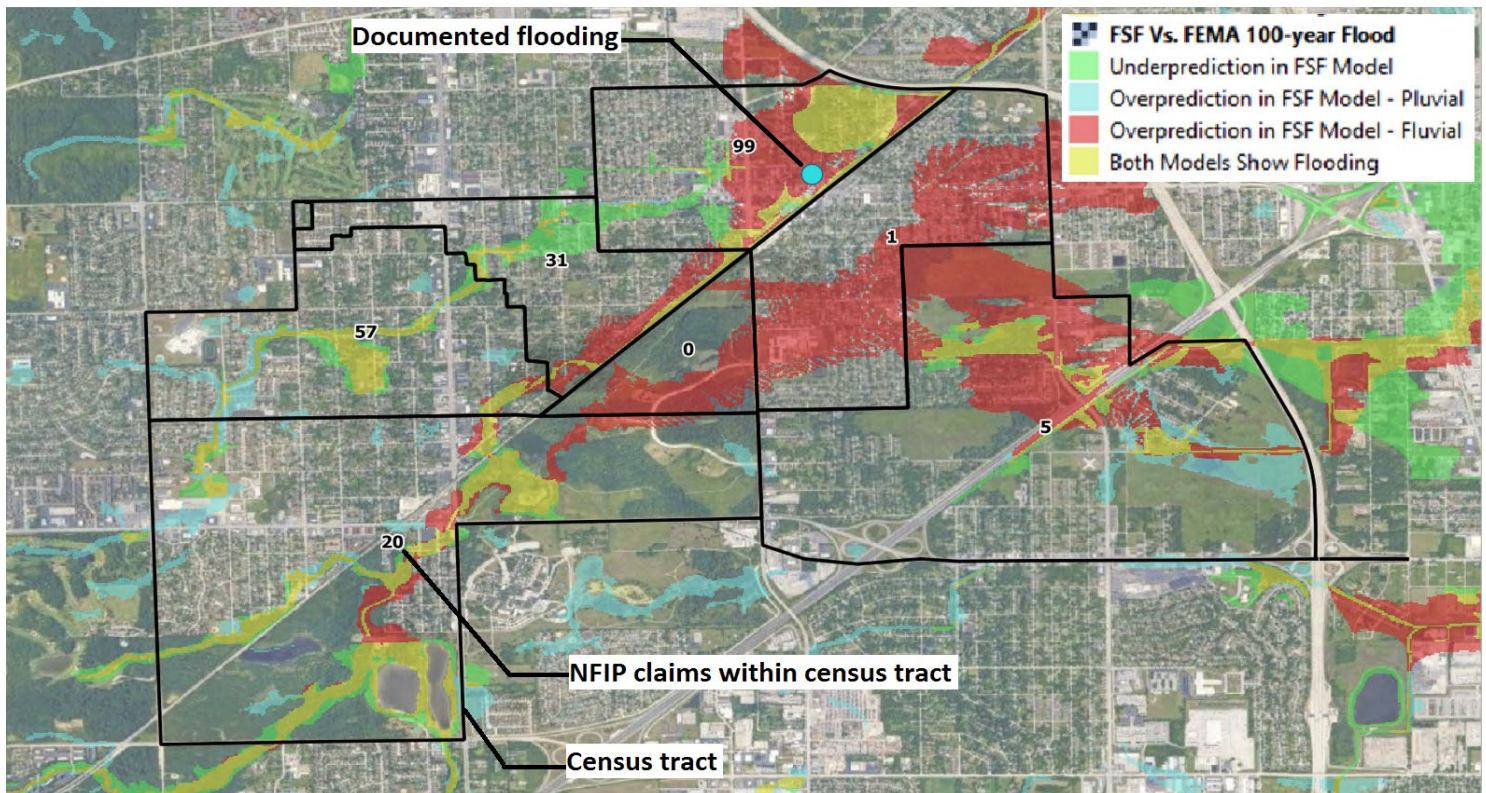 Documented flooding
FSF Vs. FEMA 100-year Flood
Underprediction in FSF Model
Overprediction in FSF Model - Pluvial
Overprediction in FSF Model - Fluvial
Both Models Show Flooding
99
1
31
57
0
5
20
NFIP claims within census tract
Census tract